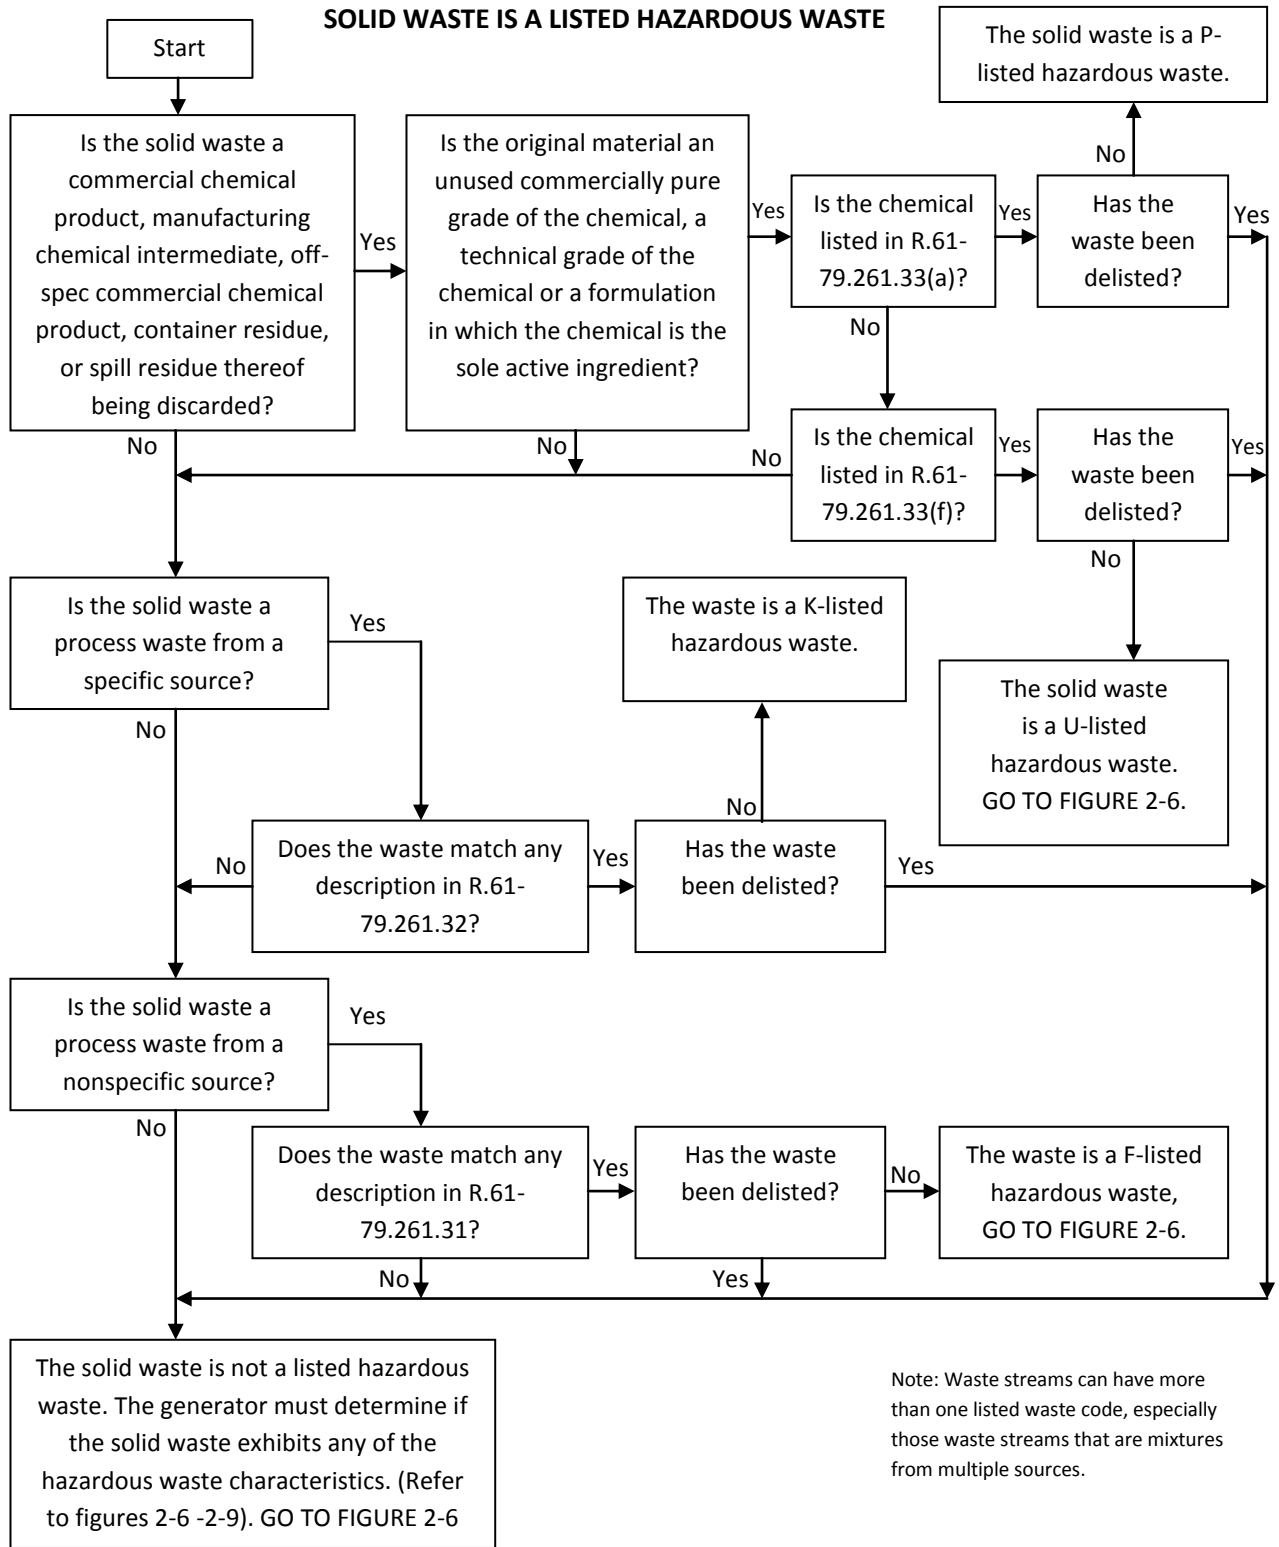 SOLID WASTE IS A LISTED HAZARDOUS WASTE
Start
The solid waste is a P-
listed hazardous waste.
No
Is the solid waste a
commercial chemical
product, manufacturing
chemical intermediate, off-
spec commercial chemical
product, container residue,
or spill residue thereof
being discarded?
Yes
Is the original material an
unused commercially pure
grade of the chemical, a
technical grade of the
chemical or a formulation
in which the chemical is the
sole active ingredient?
Yes
Is the chemical
listed in R.61-
79.261.33(a)?
Yes
Has the
waste been
delisted?
Yes
No
No
No
No
Is the chemical
listed in R.61-
79.261.33(f)?
Yes
Has the
waste been
delisted?
Yes
No
Is the solid waste a
process waste from a
specific source?
Yes
The waste is a K-listed
hazardous waste.
The solid waste
is a U-listed
hazardous waste.
GO TO FIGURE 2-6.
No
No
No
Does the waste match any
description in R.61-
79.261.32?
Yes
Has the waste
been delisted?
Yes
Is the solid waste a
process waste from a
nonspecific source?
Yes
No
Does the waste match any
description in R.61-
79.261.31?
Yes
Has the waste
been delisted?
No
The waste is a F-listed
hazardous waste,
GO TO FIGURE 2-6.
No
Yes
The solid waste is not a listed hazardous
waste. The generator must determine if
the solid waste exhibits any of the
hazardous waste characteristics. (Refer
to figures 2-6 -2-9). GO TO FIGURE 2-6
Note: Waste streams can have more
than one listed waste code, especially
those waste streams that are mixtures
from multiple sources.